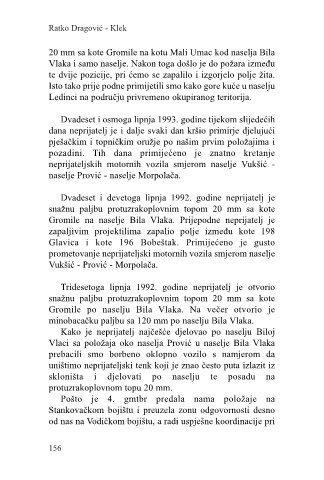 Ratko Dragović - Klek
20 mm sa kote Gromile na kotu Mali Umac kod naselja Bila
Vlaka i samo naselje. Nakon toga došlo je do požara između
te dvije pozicije, pri ćemo se zapalilo i izgorjelo polje žita.
Isto tako prije podne primijetili smo kako gore kuće u naselju
Ledinci na području privremeno okupiranog teritorija.
Dvadeset i osmoga lipnja 1993. godine tijekom slijedećih
dana neprijatelj je i dalje svaki dan kršio primirje djelujući
pješačkim i topničkim oružje po našim prvim položajima i
pozadini. Tih dana primijećeno je znatno kretanje
neprijateljskih motornih vozila smjerom naselje Vukšić -
naselje Prović - naselje Morpolača.
Dvadeset i devetoga lipnja 1992. godine neprijatelj je
snažnu paljbu protuzrakoplovnim topom 20 mm sa kote
Gromile na naselje Bila Vlaka. Prijepodne neprijatelj je
zapaljivim projektilima zapalio polje između kote 198
Glavica i kote 196 Bobeštak. Primijećeno je gusto
prometovanje neprijateljski motornih vozila smjerom naselje
Vukšić - Prović - Morpolača.
Tridesetoga lipnja 1992. godine neprijatelj je otvorio
snažnu paljbu protuzrakoplovnim topom 20 mm sa kote
Gromile po naselju Bila Vlaka. Na večer otvorio je
minobacačku paljbu sa 120 mm po naselju Bila Vlaka.
Kako je neprijatelj najčešće djelovao po naselju Biloj
Vlaci sa položaja oko naselja Prović u naselje Bila Vlaka
prebacili smo borbeno oklopno vozilo s namjerom da
uništimo neprijateljski tenk koji je znao često puta izlazit iz
skloništa i djelovati po naselju te posadu na
protuzrakoplovnom topu 20 mm.
Pošto je 4. gmtbr predala nama položaje na
Stankovačkom bojištu i preuzela zonu odgovornosti desno
od nas na Vodičkom bojištu, a radi uspješne koordinacije pri
156